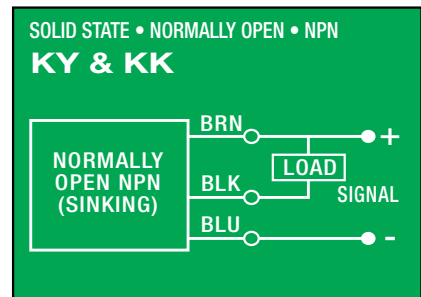 SOLID STATE • NORMALLY OPEN • NPN
KY & KK
BRN
+
NORMALLY
OPEN NPN
(SINKING)
LOAD
BLK
SIGNAL
BLU
-